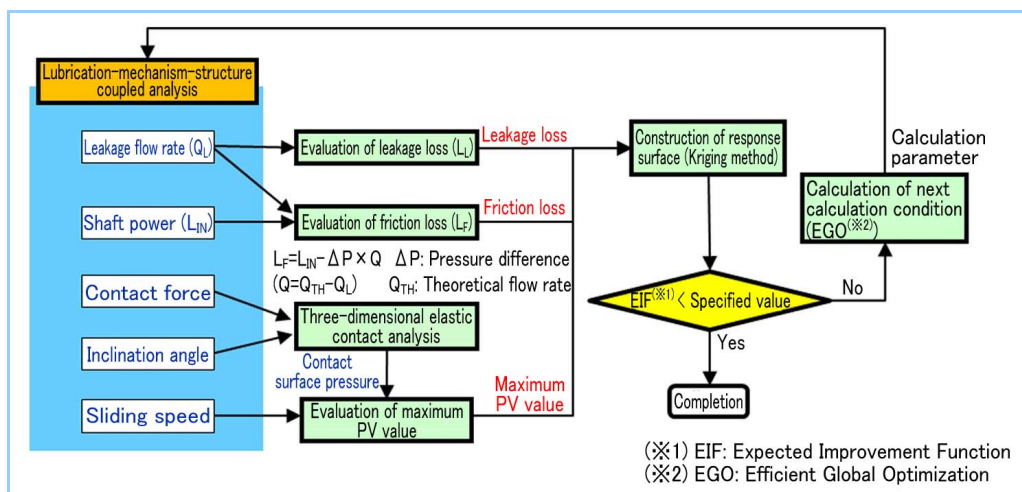 Lubrication-mechanism-structure
coupled analysis
Leakage flow rate (QL)
Shaft power (LIN)
Contact force
Inclination angle
Sliding speed
Evaluation of leakage loss (LL)
Leakage loss
Evaluation of friction loss (LF)
Friction loss
LF=LIN-ΔP×Q ΔP: Pressure difference
(Q=QTH-QL) QTH: Theoretical flow rate
Three-dimensional elastic
contact analysis
Contact
surface pressure
Evaluation of maximum
PV value
Maximum
PV value
Construction of response
surface (Kriging method)
EIF(※1) < Specified value
No
Yes
Completion
Calculation
parameter
Calculation of next
calculation condition
(EGO(※2))
(※1) EIF: Expected Improvement Function
(※2) EGO: Efficient Global Optimization